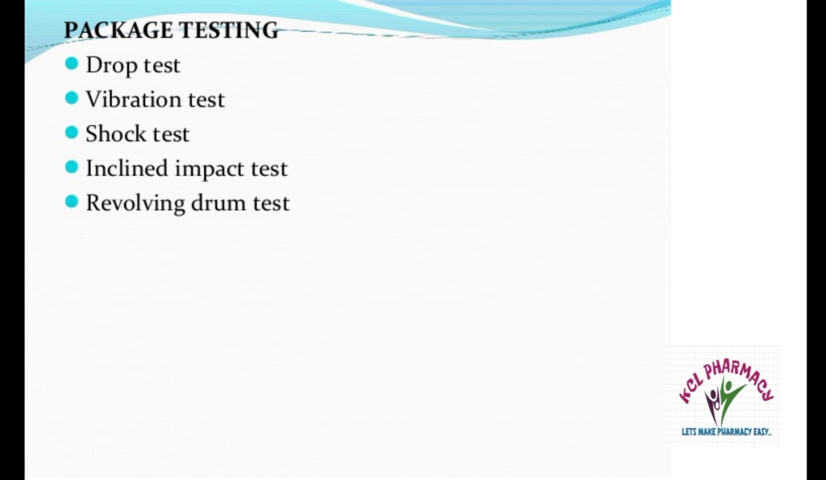 PACKAGE TESTING
Drop test
Vibration test
Shock test
Inclined impact test
Revolving drum test
KCL PHARMACY
LETS MAKE PHARMACY EASY..